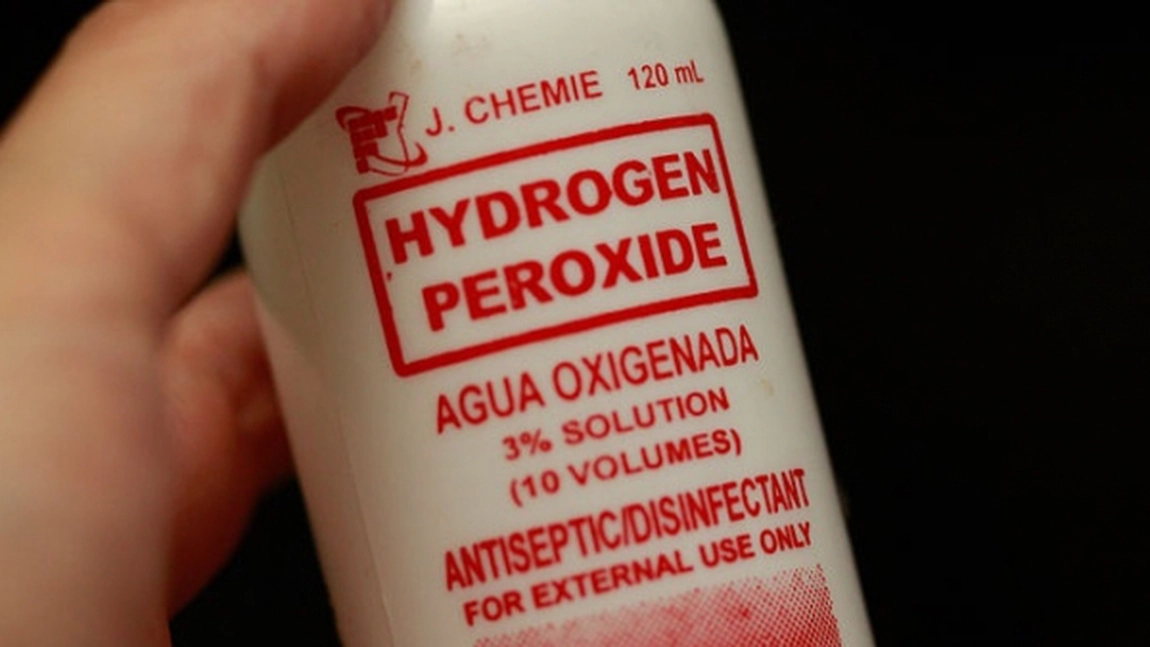 J. CHEMIE 120 mL
HYDROGEN
PEROXIDE
AGUA OXIGENADA
3% SOLUTION
(10 VOLUMES)
ANTISEPTIC/DISINFECTANT
FOR EXTERNAL USE ONLY